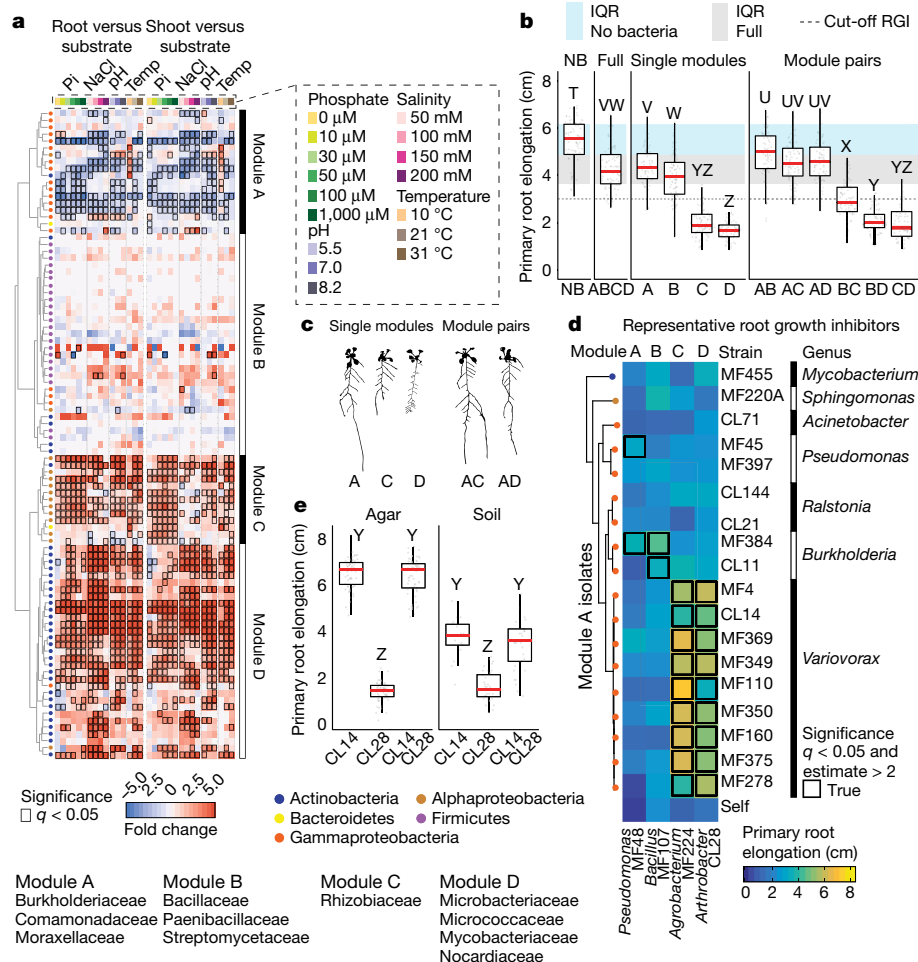 a
Root versus substrate
Shoot versus substrate
Pi
NaCl
pH
Temp
Pi
NaCl
pH
Temp
Module A
Module B
Module C
Module D
Significance
q < 0.05
-5.0
2.5
0
2.5
5.0
Fold change
Phosphate
0 μM
10 μM
30 μM
50 μM
100 μM
1,000 μM
pH
5.5
7.0
8.2
Salinity
50 mM
100 mM
150 mM
200 mM
Temperature
10 °C
21 °C
31 °C
b
IQR
No bacteria
IQR
Full
Cut-off RGI
NB
Full
Single modules
Module pairs
Primary root elongation (cm)
8
6
4
2
0
T
VW
V
W
YZ
Z
U
UV
UV
X
Y
YZ
NB
ABCD
A
B
C
D
AB
AC
AD
BC
BD
CD
c
Single modules
Module pairs
A
C
D
AC
AD
d
Representative root growth inhibitors
Module
A
B
C
D
Strain
Genus
Module A isolates
MF455
MF220A
CL71
MF45
MF397
CL144
CL21
MF384
CL11
MF4
CL14
MF369
MF349
MF110
MF350
MF160
MF375
MF278
Self
Mycobacterium
Sphingomonas
Acinetobacter
Pseudomonas
Ralstonia
Burkholderia
Variovorax
Significance
q < 0.05 and
estimate > 2
True
Pseudomonas
MF48
Bacillus
MF107
Agrobacterium
MF224
Arthrobacter
CL28
Primary root
elongation (cm)
0
2
4
6
8
e
Agar
Soil
Primary root elongation (cm)
8
6
4
2
0
Y
Z
Y
Y
Z
Y
CL14
CL28
CL14
CL28
CL14
CL28
CL14
CL28
Actinobacteria
Bacteroidetes
Gammaproteobacteria
Alphaproteobacteria
Firmicutes
Module A
Burkholderiaceae
Comamonadaceae
Moraxellaceae
Module B
Bacillaceae
Paenibacillaceae
Streptomycetaceae
Module C
Rhizobiaceae
Module D
Microbacteriaceae
Micrococcaceae
Mycobacteriaceae
Nocardiaceae